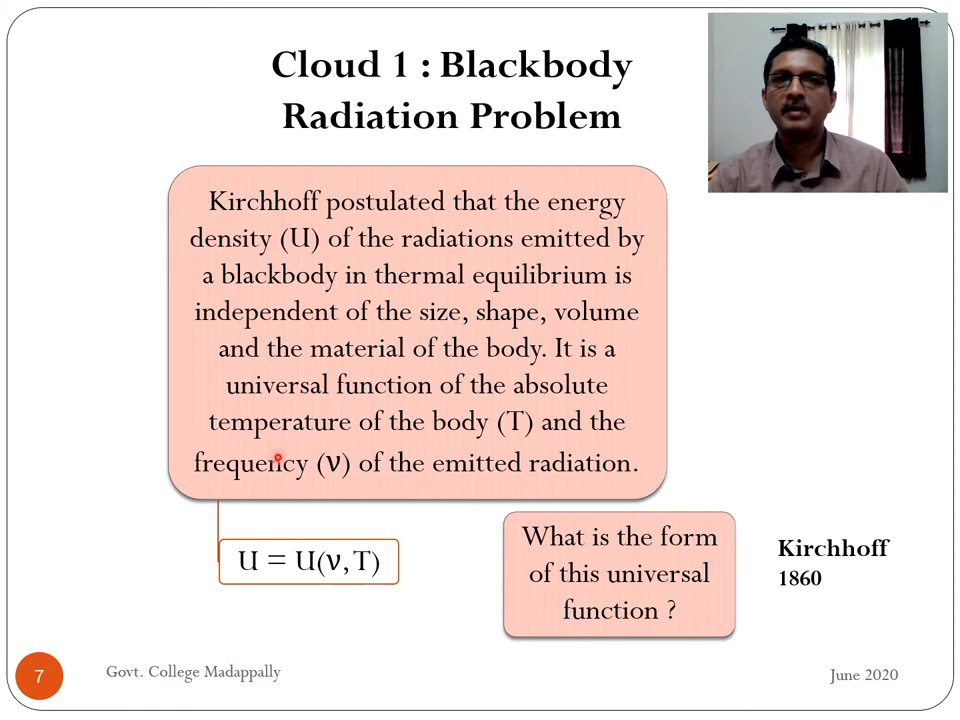 Cloud 1 : Blackbody
Radiation Problem
Kirchhoff postulated that the energy
density (U) of the radiations emitted by
a blackbody in thermal equilibrium is
independent of the size, shape, volume
and the material of the body. It is a
universal function of the absolute
temperature of the body (T) and the
frequency (ν) of the emitted radiation.
U = U(ν,T)
What is the form
of this universal
function ?
Kirchhoff
1860
7
Govt. College Madappally
June 2020